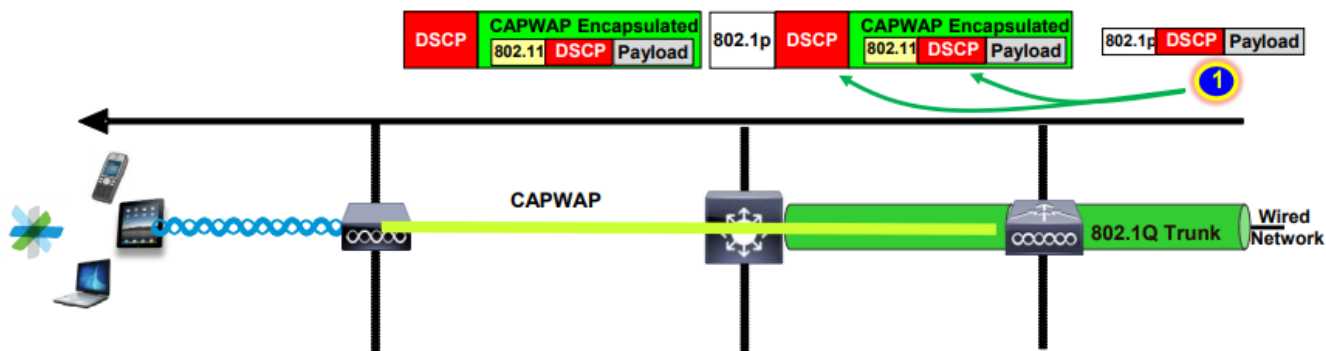 DSCP
CAPWAP Encapsulated
802.11 DSCP Payload
802.1p DSCP
CAPWAP Encapsulated
802.11 DSCP Payload
802.1p DSCP Payload
1
CAPWAP
802.1Q Trunk
Wired
Network